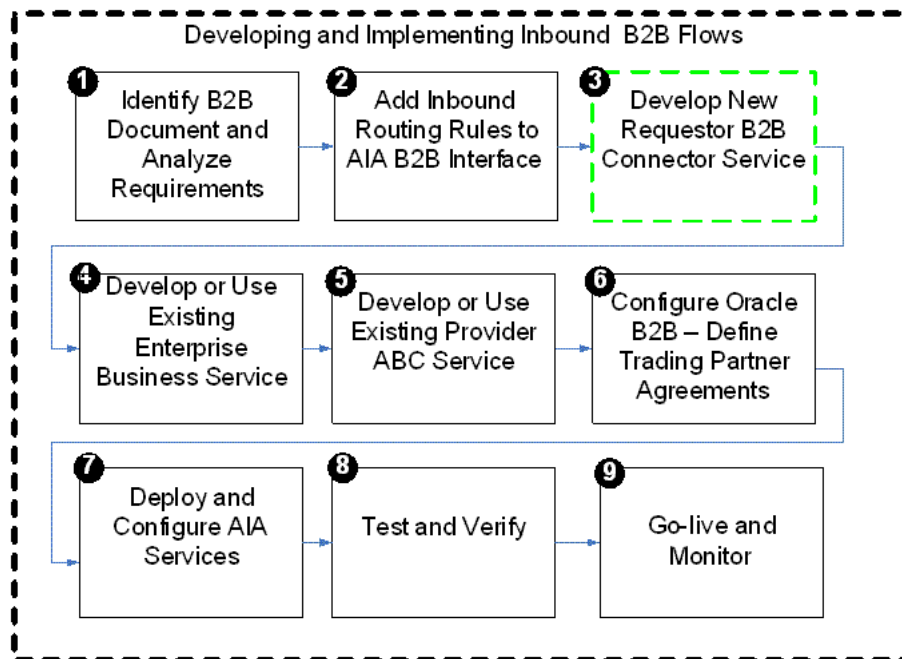 Developing and Implementing Inbound B2B Flows
1
Identify B2B
Document and
Analyze
Requirements
2
Add Inbound
Routing Rules to
AIA B2B Interface
3
Develop New
Requestor B2B
Connector Service
4
Develop or Use
Existing
Enterprise
Business Service
5
Develop or Use
Existing Provider
ABC Service
6
Configure Oracle
B2B – Define
Trading Partner
Agreements
7
Deploy and
Configure AIA
Services
8
Test and Verify
9
Go-live and
Monitor